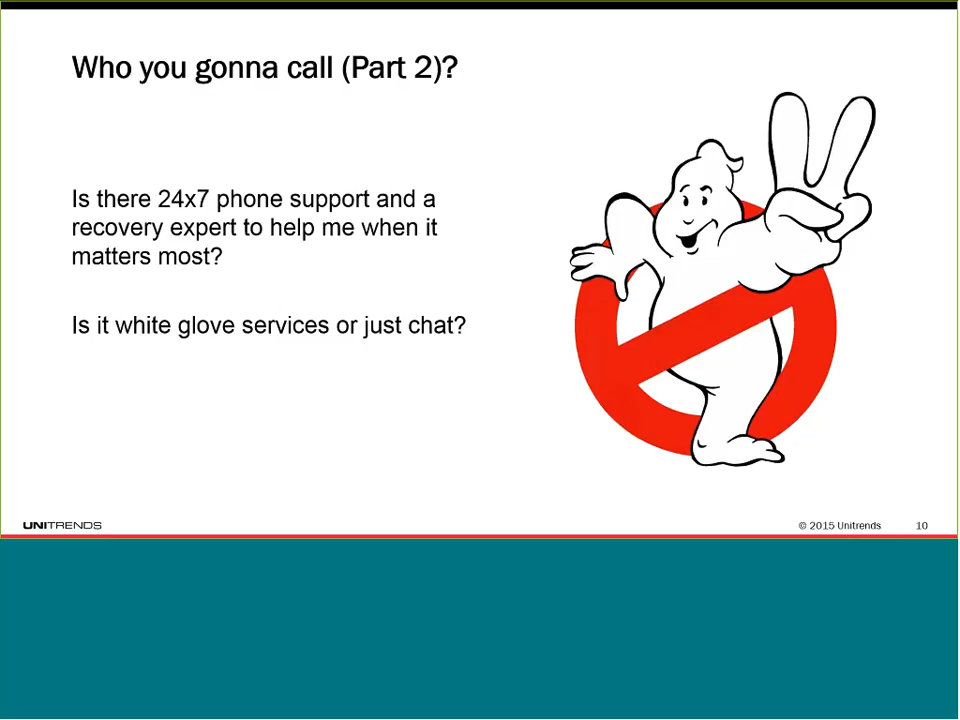 Who you gonna call (Part 2)?
Is there 24x7 phone support and a
recovery expert to help me when it
matters most?
Is it white glove services or just chat?
UNITRENDS
© 2015 Unitrends
10